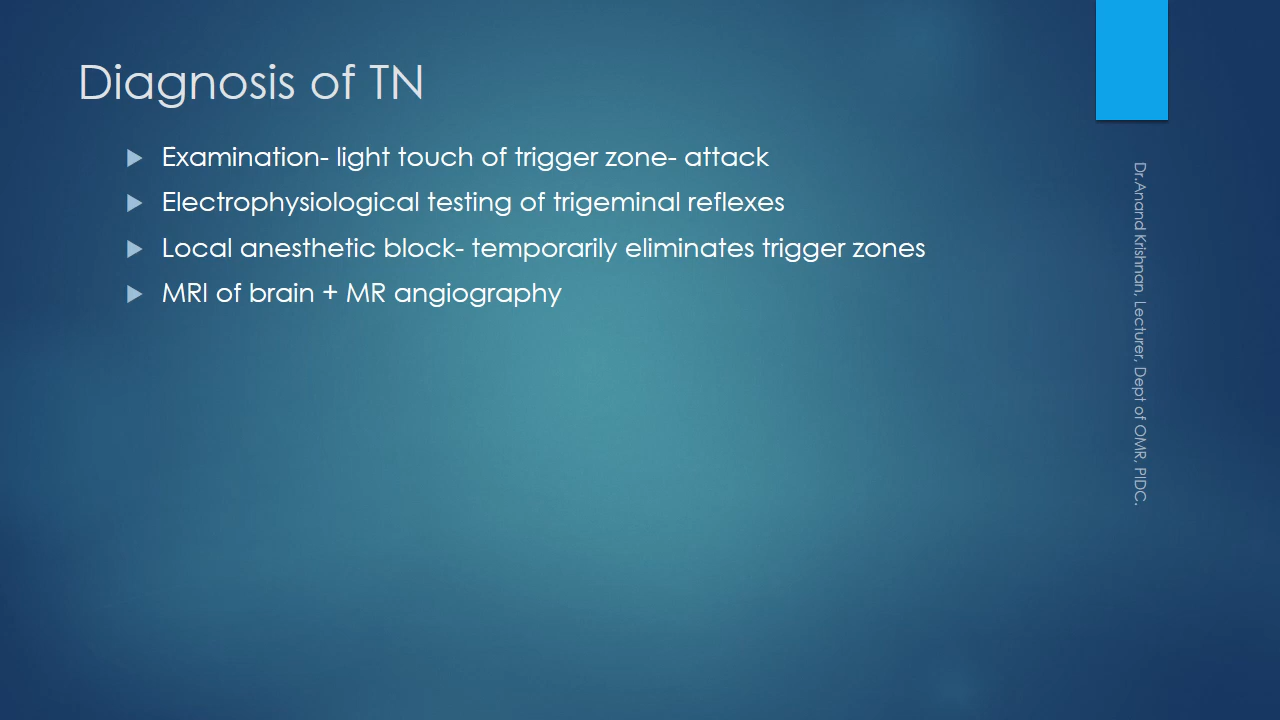 Diagnosis of TN
Examination- light touch of trigger zone- attack
Electrophysiological testing of trigeminal reflexes
Local anesthetic block- temporarily eliminates trigger zones
MRI of brain + MR angiography
Dr.Anand Krishnan, Lecturer, Dept of OMR, PIDC.